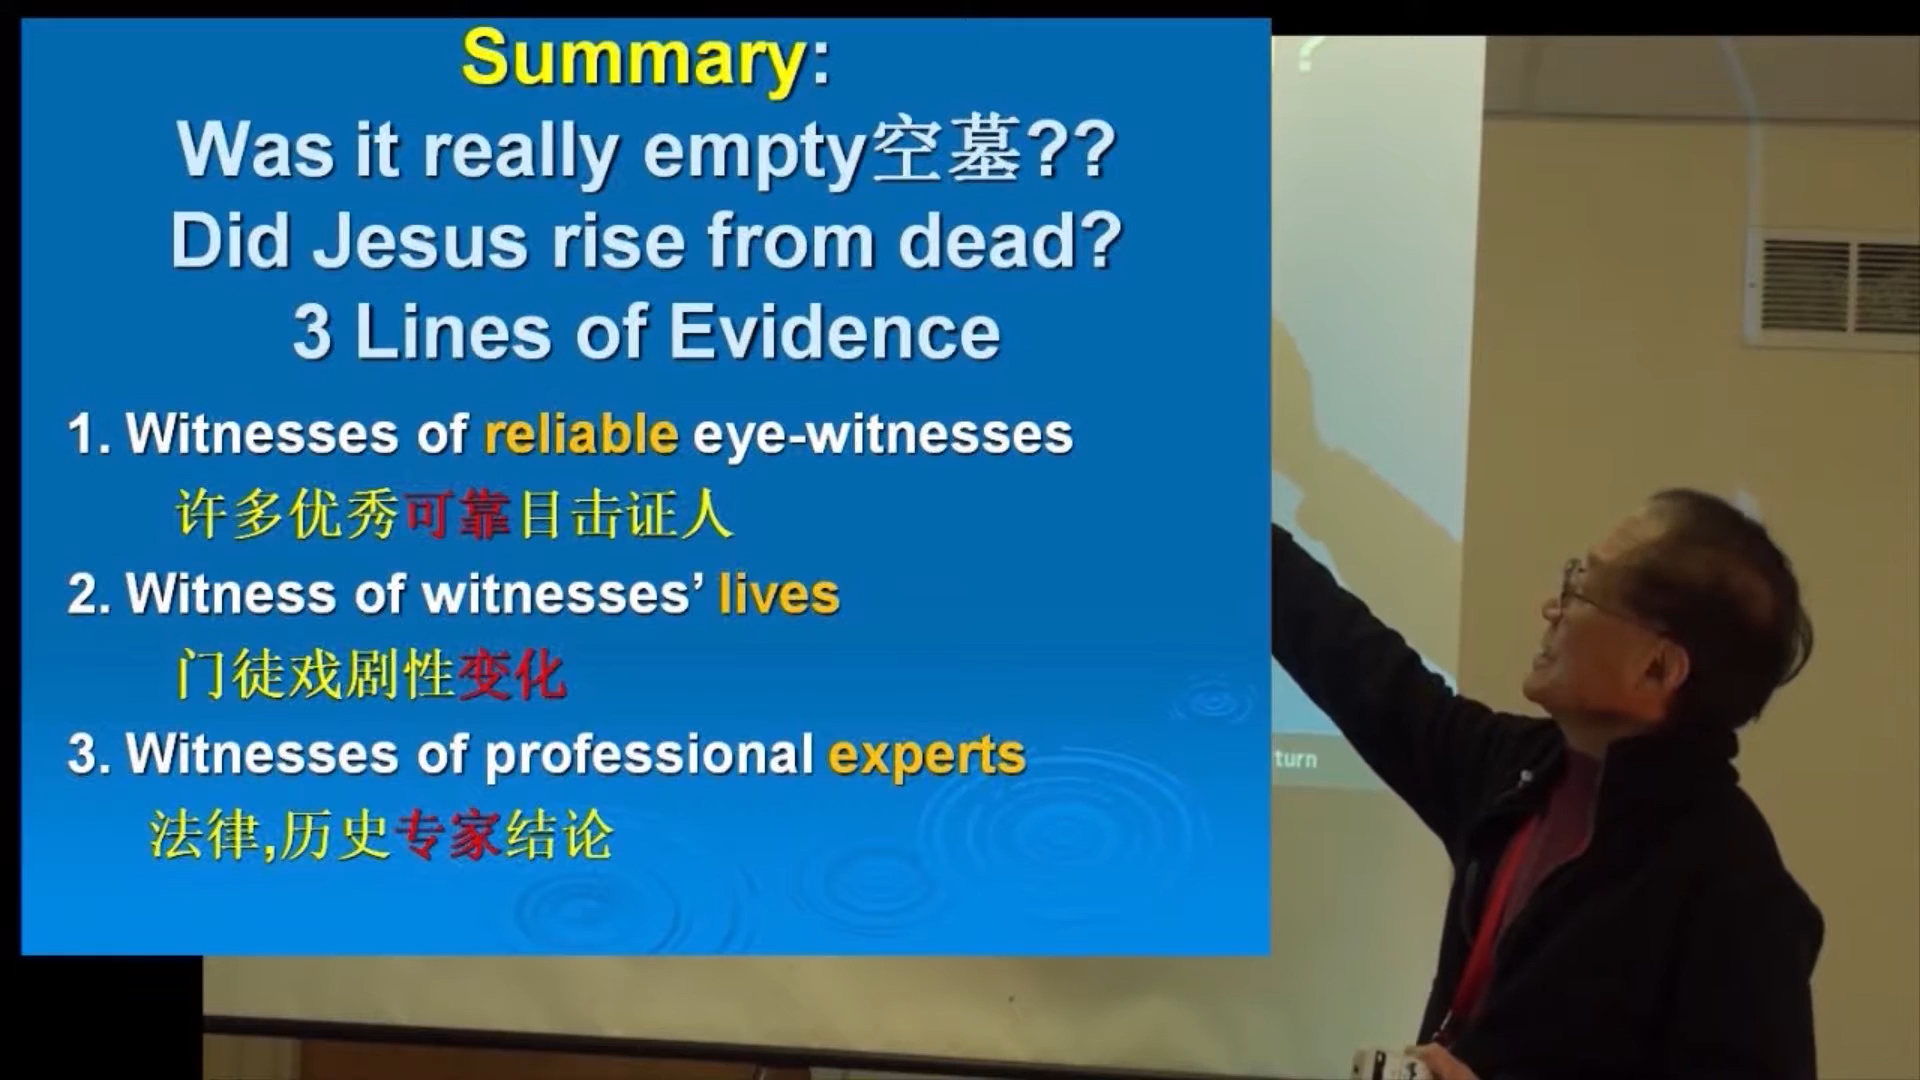 Summary:
Was it really empty空墓??
Did Jesus rise from dead?
3 Lines of Evidence
1. Witnesses of reliable eye-witnesses
许多优秀可靠目击证人
2. Witness of witnesses’ lives
门徒戏剧性变化
3. Witnesses of professional experts
法律,历史专家结论
?
turn